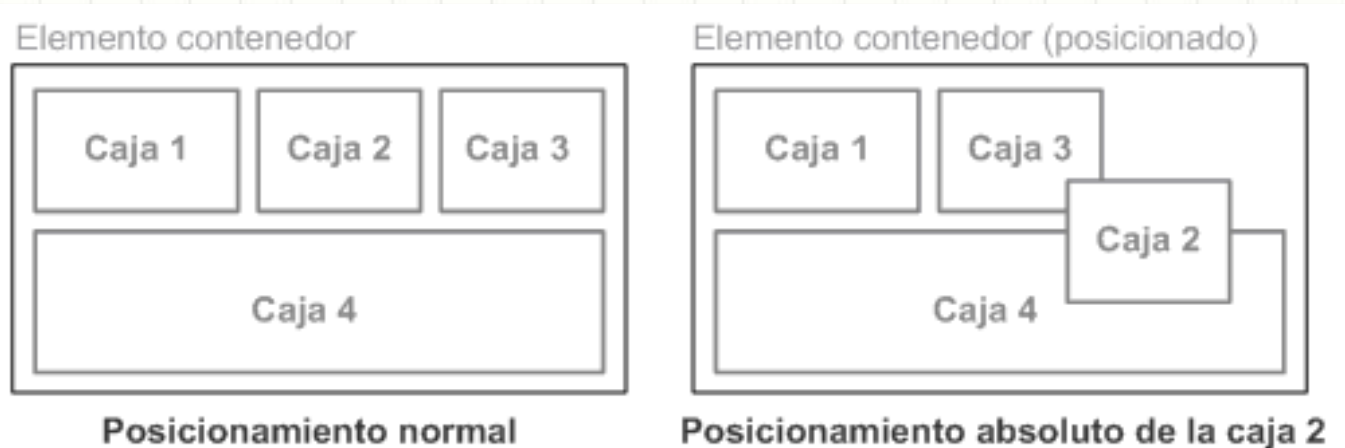 Elemento contenedor
Caja 1
Caja 2
Caja 3
Caja 4
Posicionamiento normal
Elemento contenedor (posicionado)
Caja 1
Caja 3
Caja 2
Caja 4
Posicionamiento absoluto de la caja 2